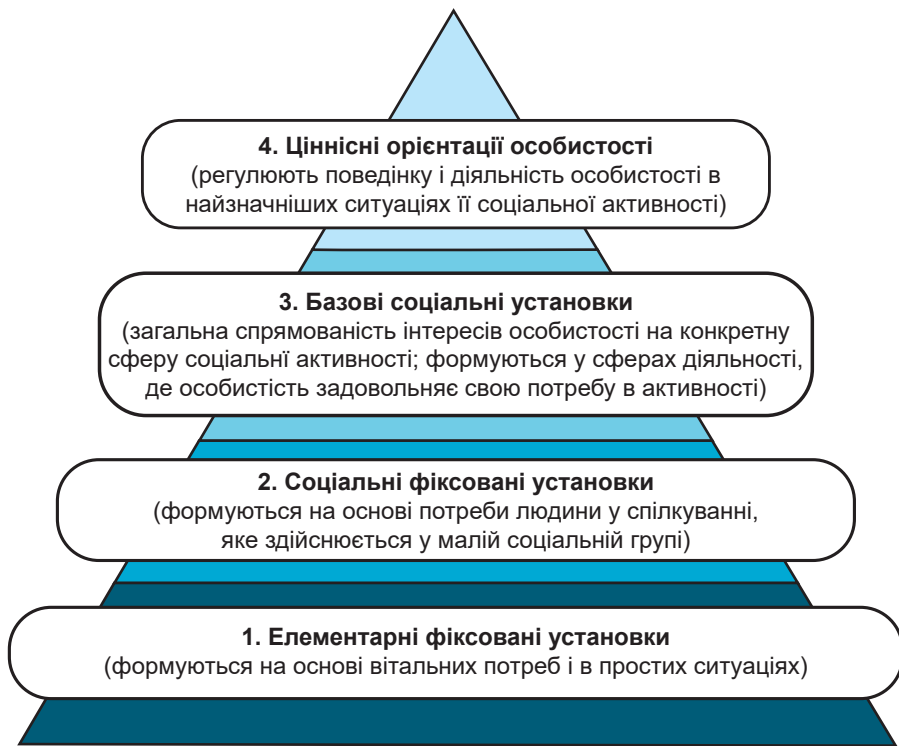 4. Ціннісні орієнтації особистості
(регулюють поведінку і діяльність особистості в
найзначніших ситуаціях її соціальної активності)
3. Базові соціальні установки
(загальна спрямованість інтересів особистості на конкретну
сферу соціальнї активності; формуються у сферах діяльності,
де особистість задовольняє свою потребу в активності)
2. Соціальні фіксовані установки
(формуються на основі потреби людини у спілкуванні,
яке здійснюється у малій соціальній групі)
1. Елементарні фіксовані установки
(формуються на основі вітальних потреб і в простих ситуаціях)